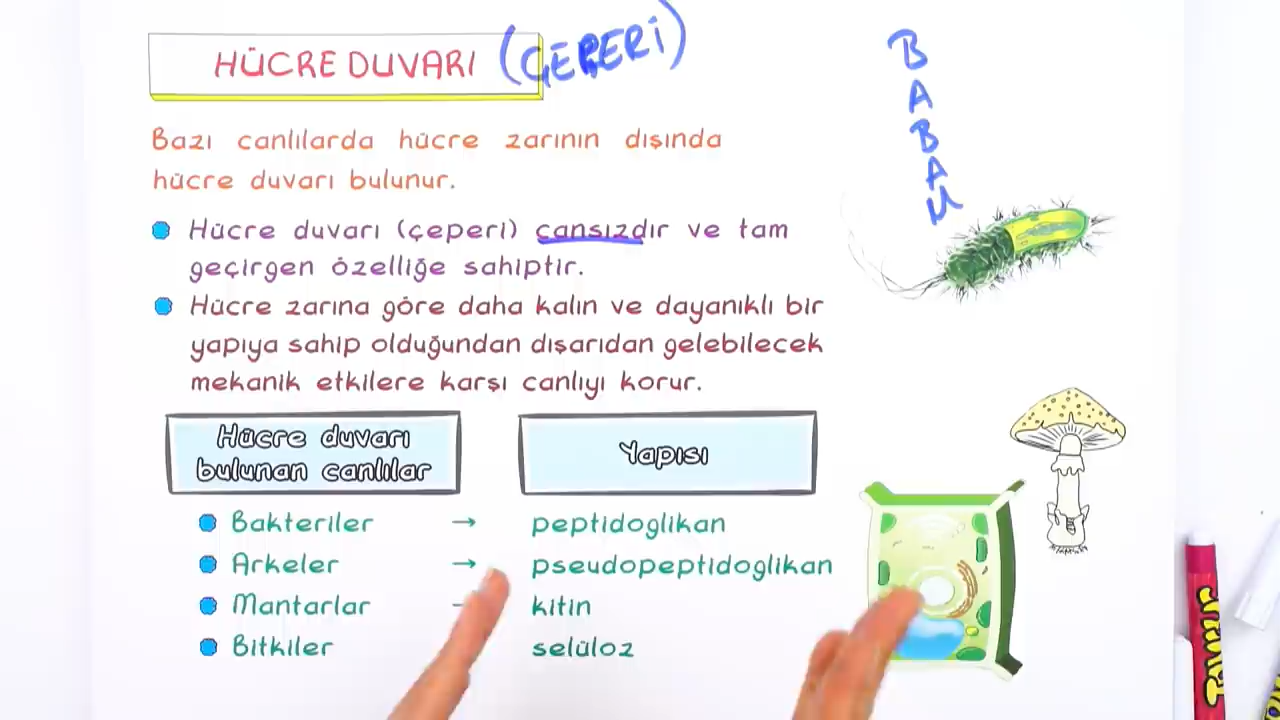 HÜCRE DUVARI (ÇEPERİ)
Bazı canlılarda hücre zarının dışında
hücre duvarı bulunur.
Hücre duvarı (çeperi) cansızdır ve tam
geçirgen özelliğe sahiptir.
Hücre zarına göre daha kalın ve dayanıklı bir
yapıya sahip olduğundan dışarıdan gelebilecek
mekanik etkilere karşı canlıyı korur.
Hücre duvarı
bulunan canlılar
Yapısı
Bakteriler → peptidoglikan
Arkeler → pseudopeptidoglikan
Mantarlar - kitin
Bitkiler selüloz
B
A
B
A
M